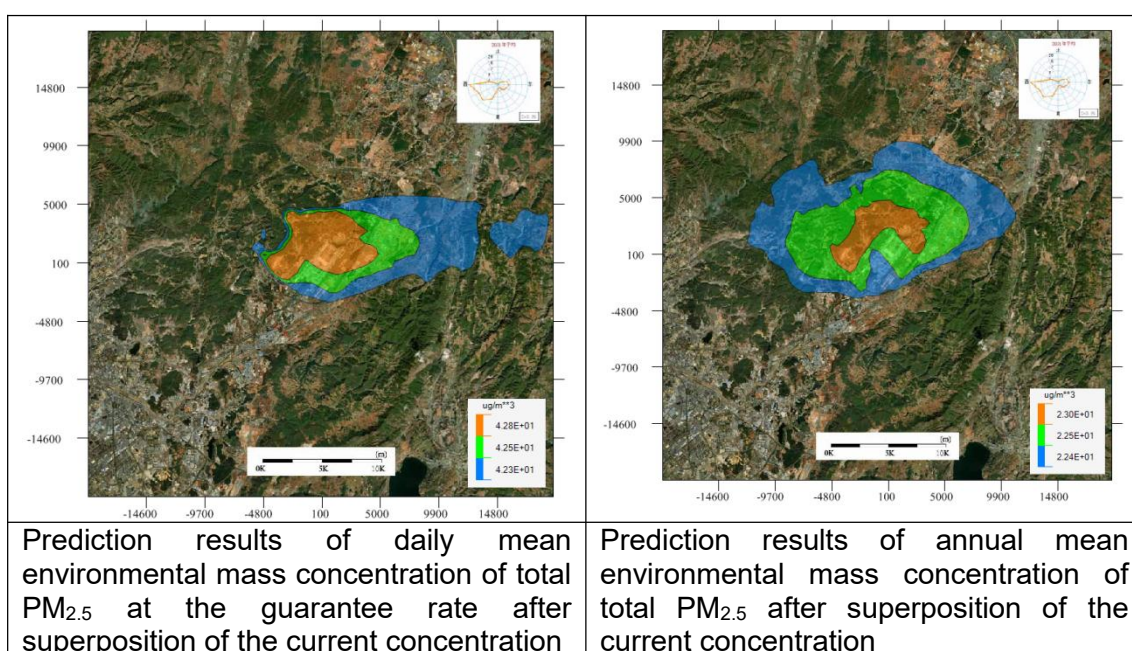 14800
9900
5000
100
-4800
-9700
-14600
ug/m**3
4.28E+01
4.25E+01
4.23E+01
(m)
0K 5K 10K
-14600 -9700 -4800 100 5000 9900 14800
14800
9900
5000
100
-4800
-9700
-14600
ug/m**3
2.30E+01
2.25E+01
2.24E+01
(m)
0K 5K 10K
-14600 -9700 -4800 100 5000 9900 14800
Prediction results of daily mean
environmental mass concentration of total
PM2.5 at the guarantee rate after
superposition of the current concentration
Prediction results of annual mean
environmental mass concentration of
total PM2.5 after superposition of the
current concentration